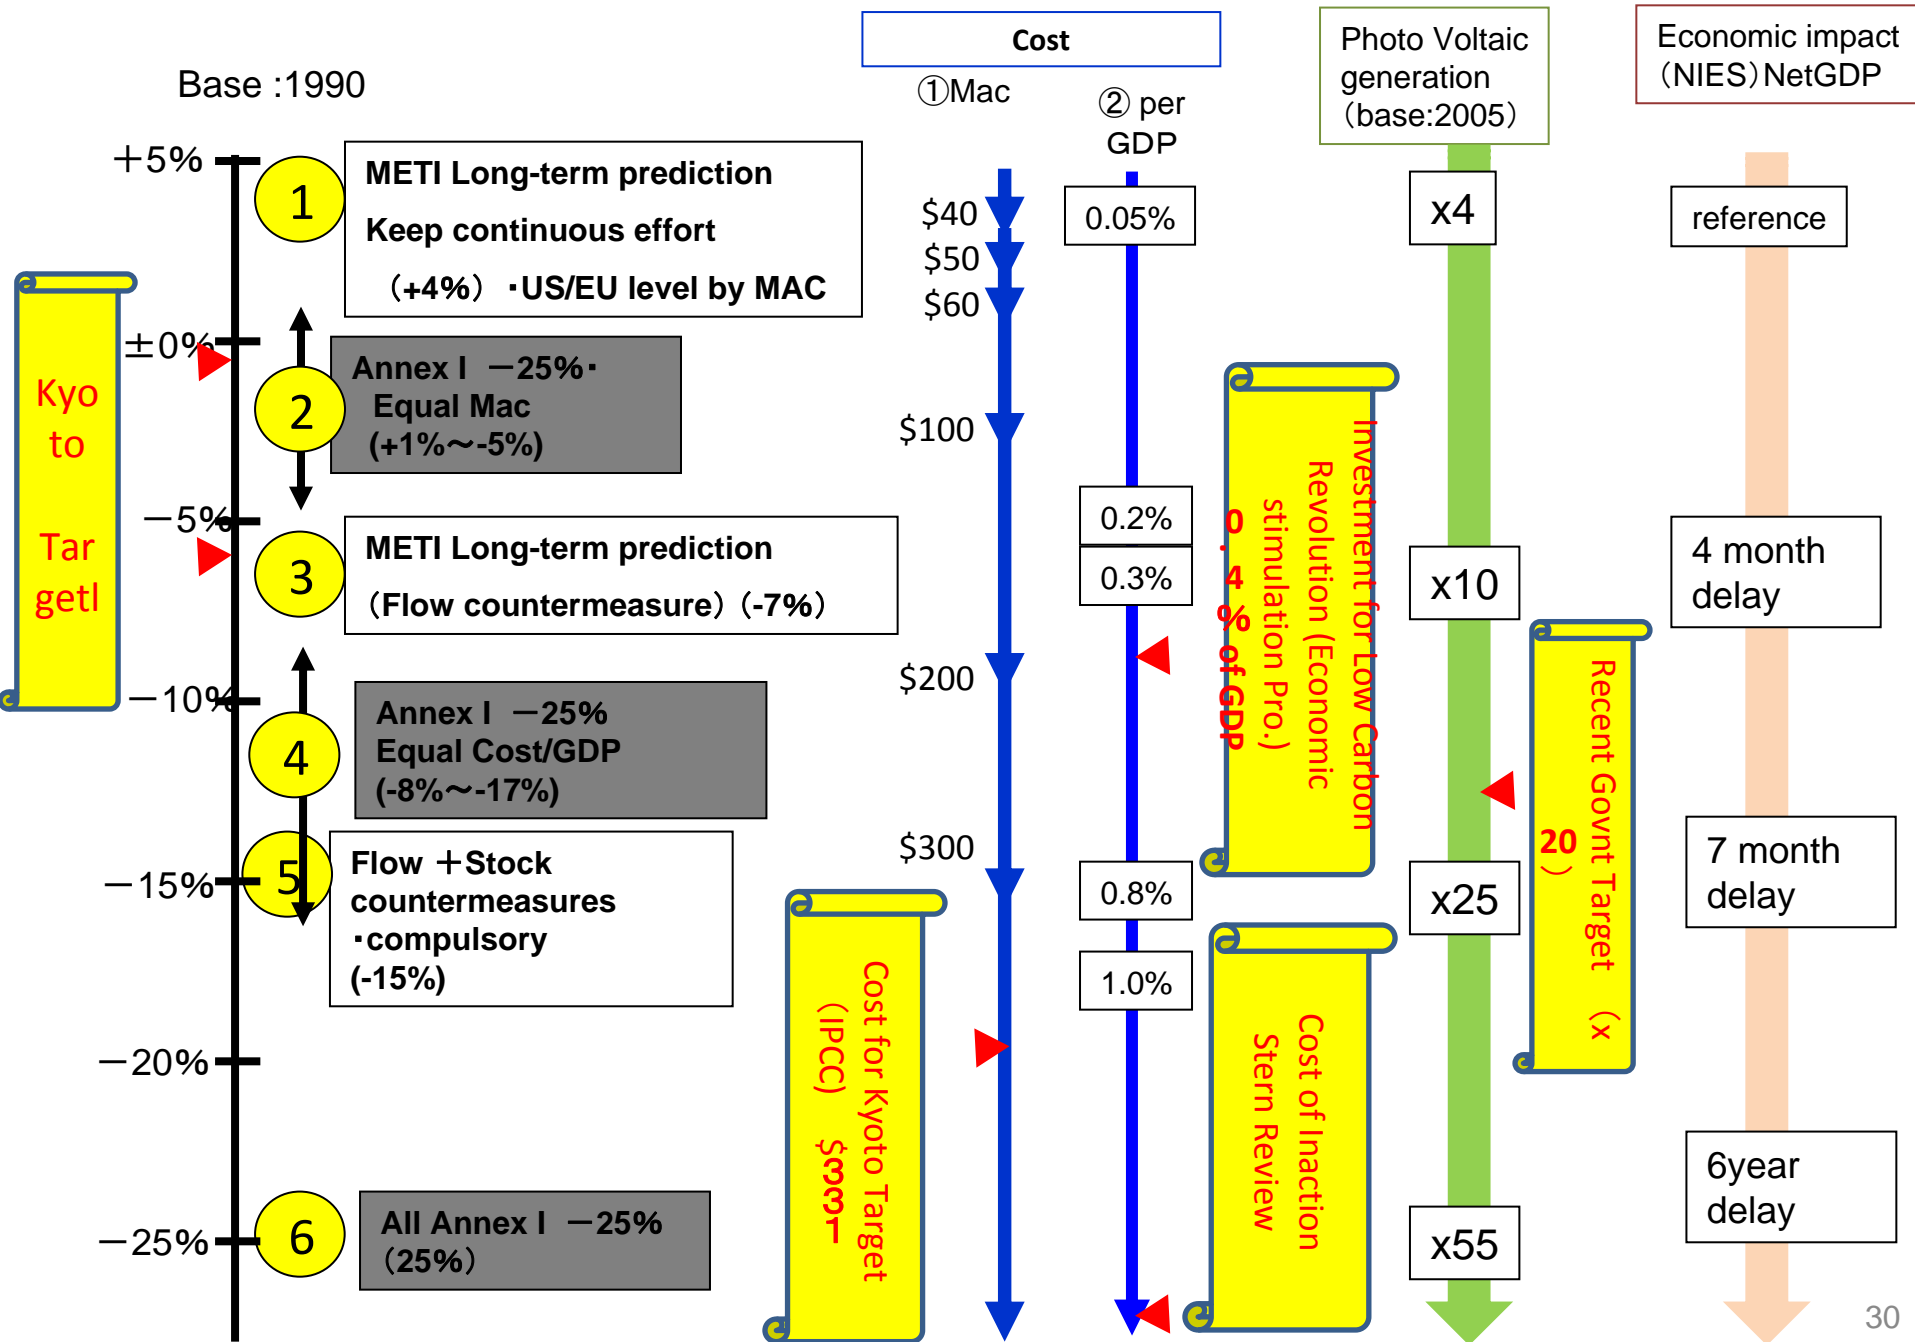 Base :1990
Cost
①Mac
② per
GDP
Photo Voltaic
generation
（base:2005）
Economic impact
（NIES）NetGDP
＋5%
±0%
－5%
－10%
－15%
－20%
－25%
Kyo
to
Tar
getl
1
METI Long-term prediction
Keep continuous effort
（+4%）・US/EU level by MAC
2
Annex I －25%・
Equal Mac
(+1%～-5%)
3
METI Long-term prediction
（Flow countermeasure）（-7%）
4
Annex I －25%
Equal Cost/GDP
(-8%～-17%)
5
Flow ＋Stock
countermeasures
・compulsory
(-15%)
6
All Annex I －25%
（25%）
$40
$50
$60
$100
$200
$300
0.05%
0.2%
0.3%
0.8%
1.0%
Cost for Kyoto Target
（IPCC） $331
Investment for Low Carbon
Revolution (Economic
stimulation Pro.)
0.4% of GDP
Cost of Inaction
Stern Review
x4
x10
x25
x55
Recent Govnt Target （x
20）
reference
4 month
delay
7 month
delay
6year
delay
30